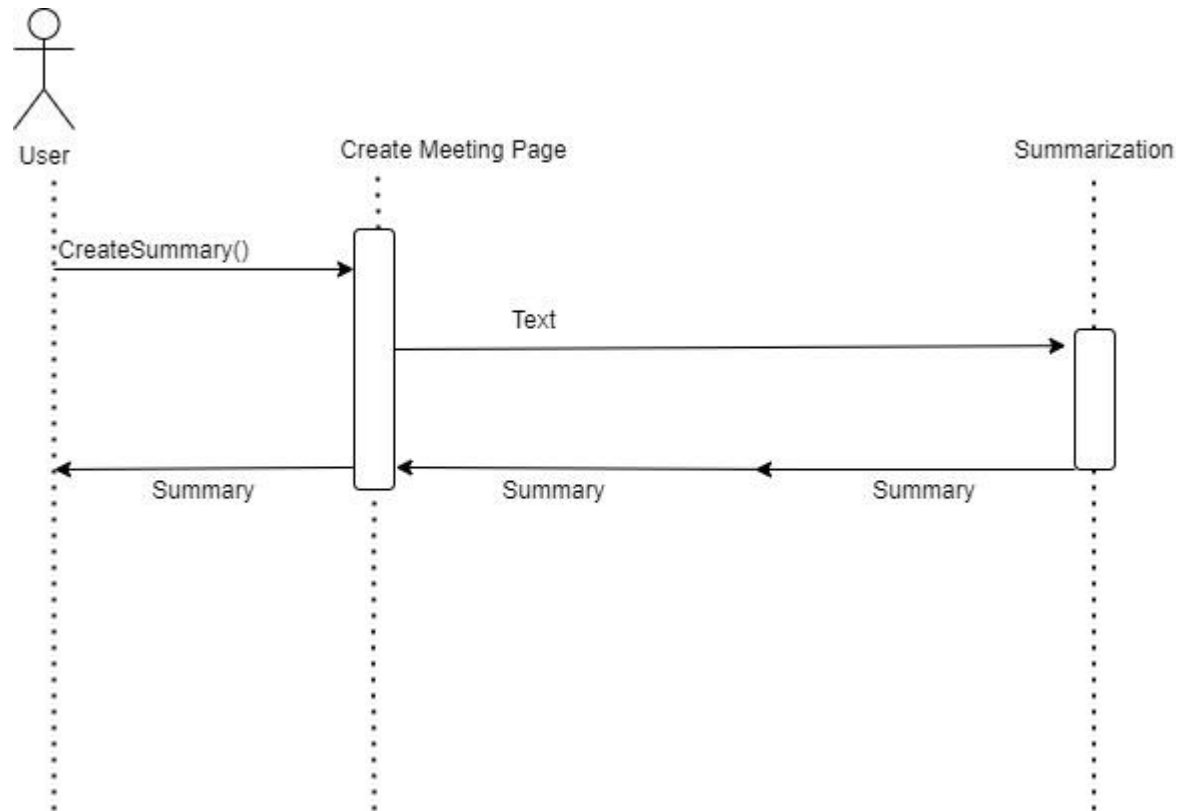 User
Create Meeting Page
Summarization
CreateSummary()
Text
Summary
Summary
Summary